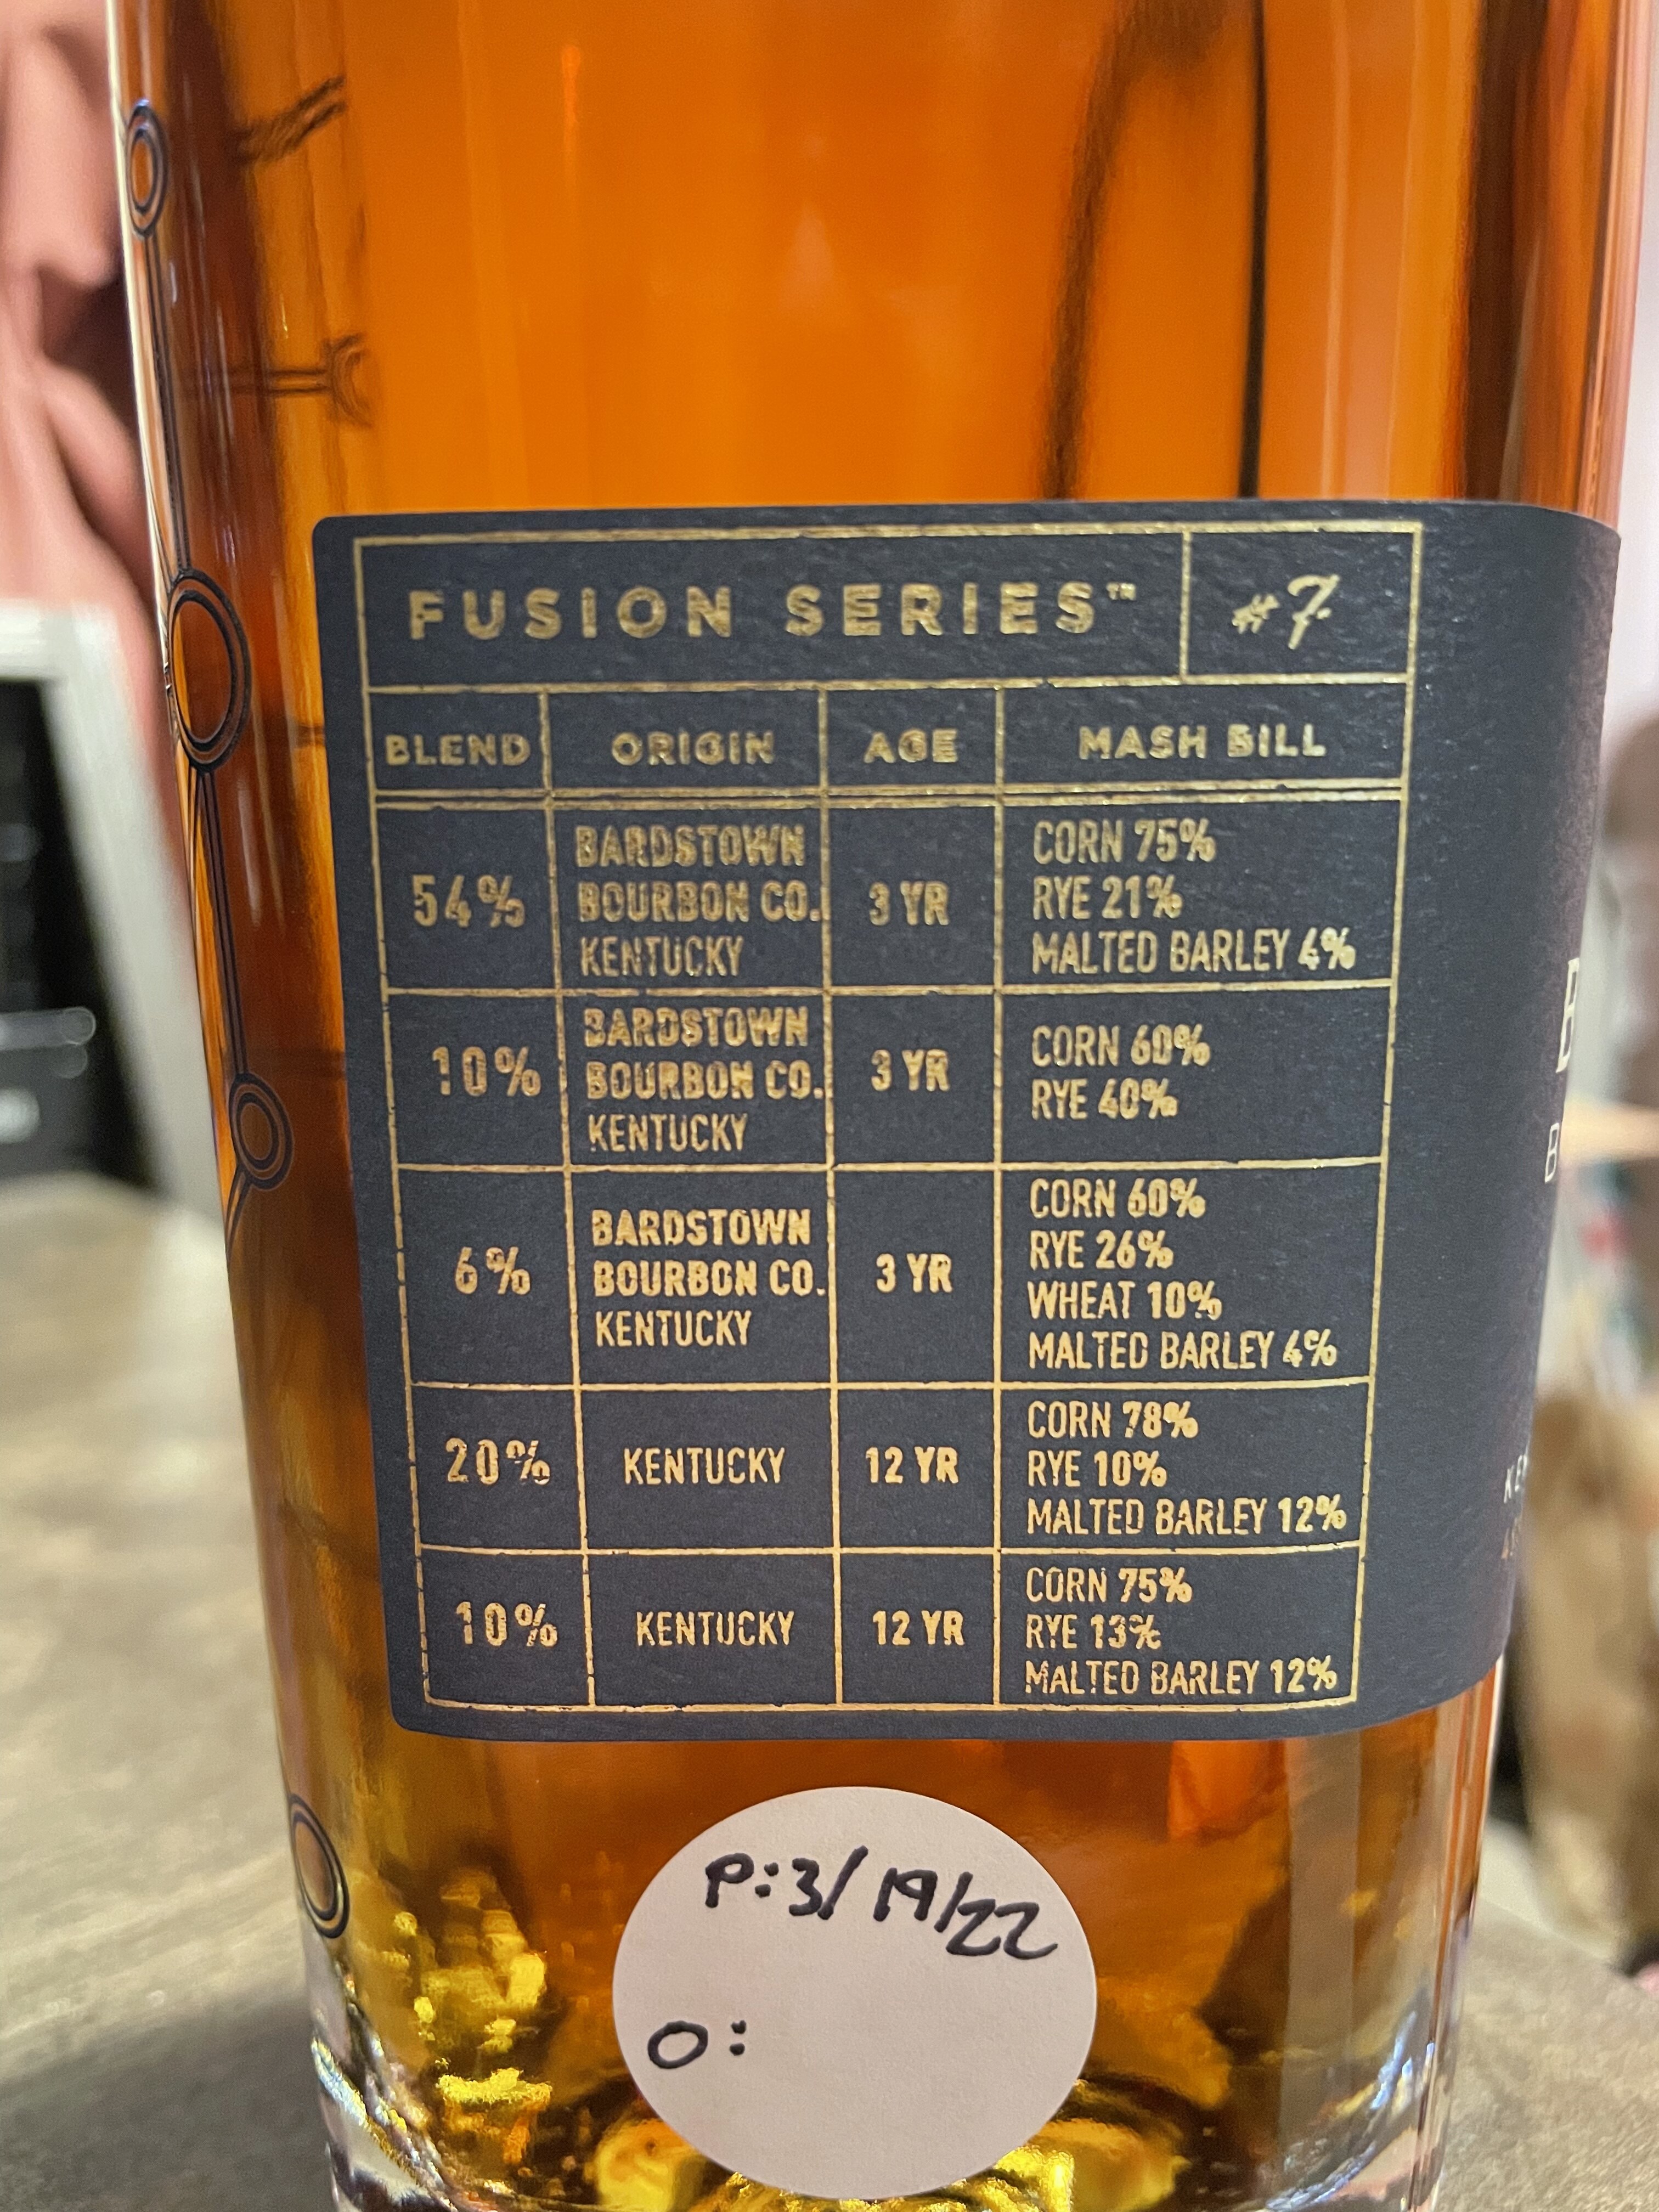 FUSION SERIES™
#7
BLEND ORIGIN AGE MASH BILL
54%
BARDSTOWN
BOURBON CO.
KENTUCKY
3 YR
CORN 75%
RYE 21%
MALTED BARLEY 4%
10%
BARDSTOWN
BOURBON CO.
KENTUCKY
3 YR
CORN 60%
RYE 40%
6%
BARDSTOWN
BOURBON CO.
KENTUCKY
3 YR
CORN 60%
RYE 26%
WHEAT 10%
MALTED BARLEY 4%
20%
KENTUCKY
12 YR
CORN 78%
RYE 10%
MALTED BARLEY 12%
10%
KENTUCKY
12 YR
CORN 75%
RYE 13%
MALTED BARLEY 12%
P:3/19/22
O: